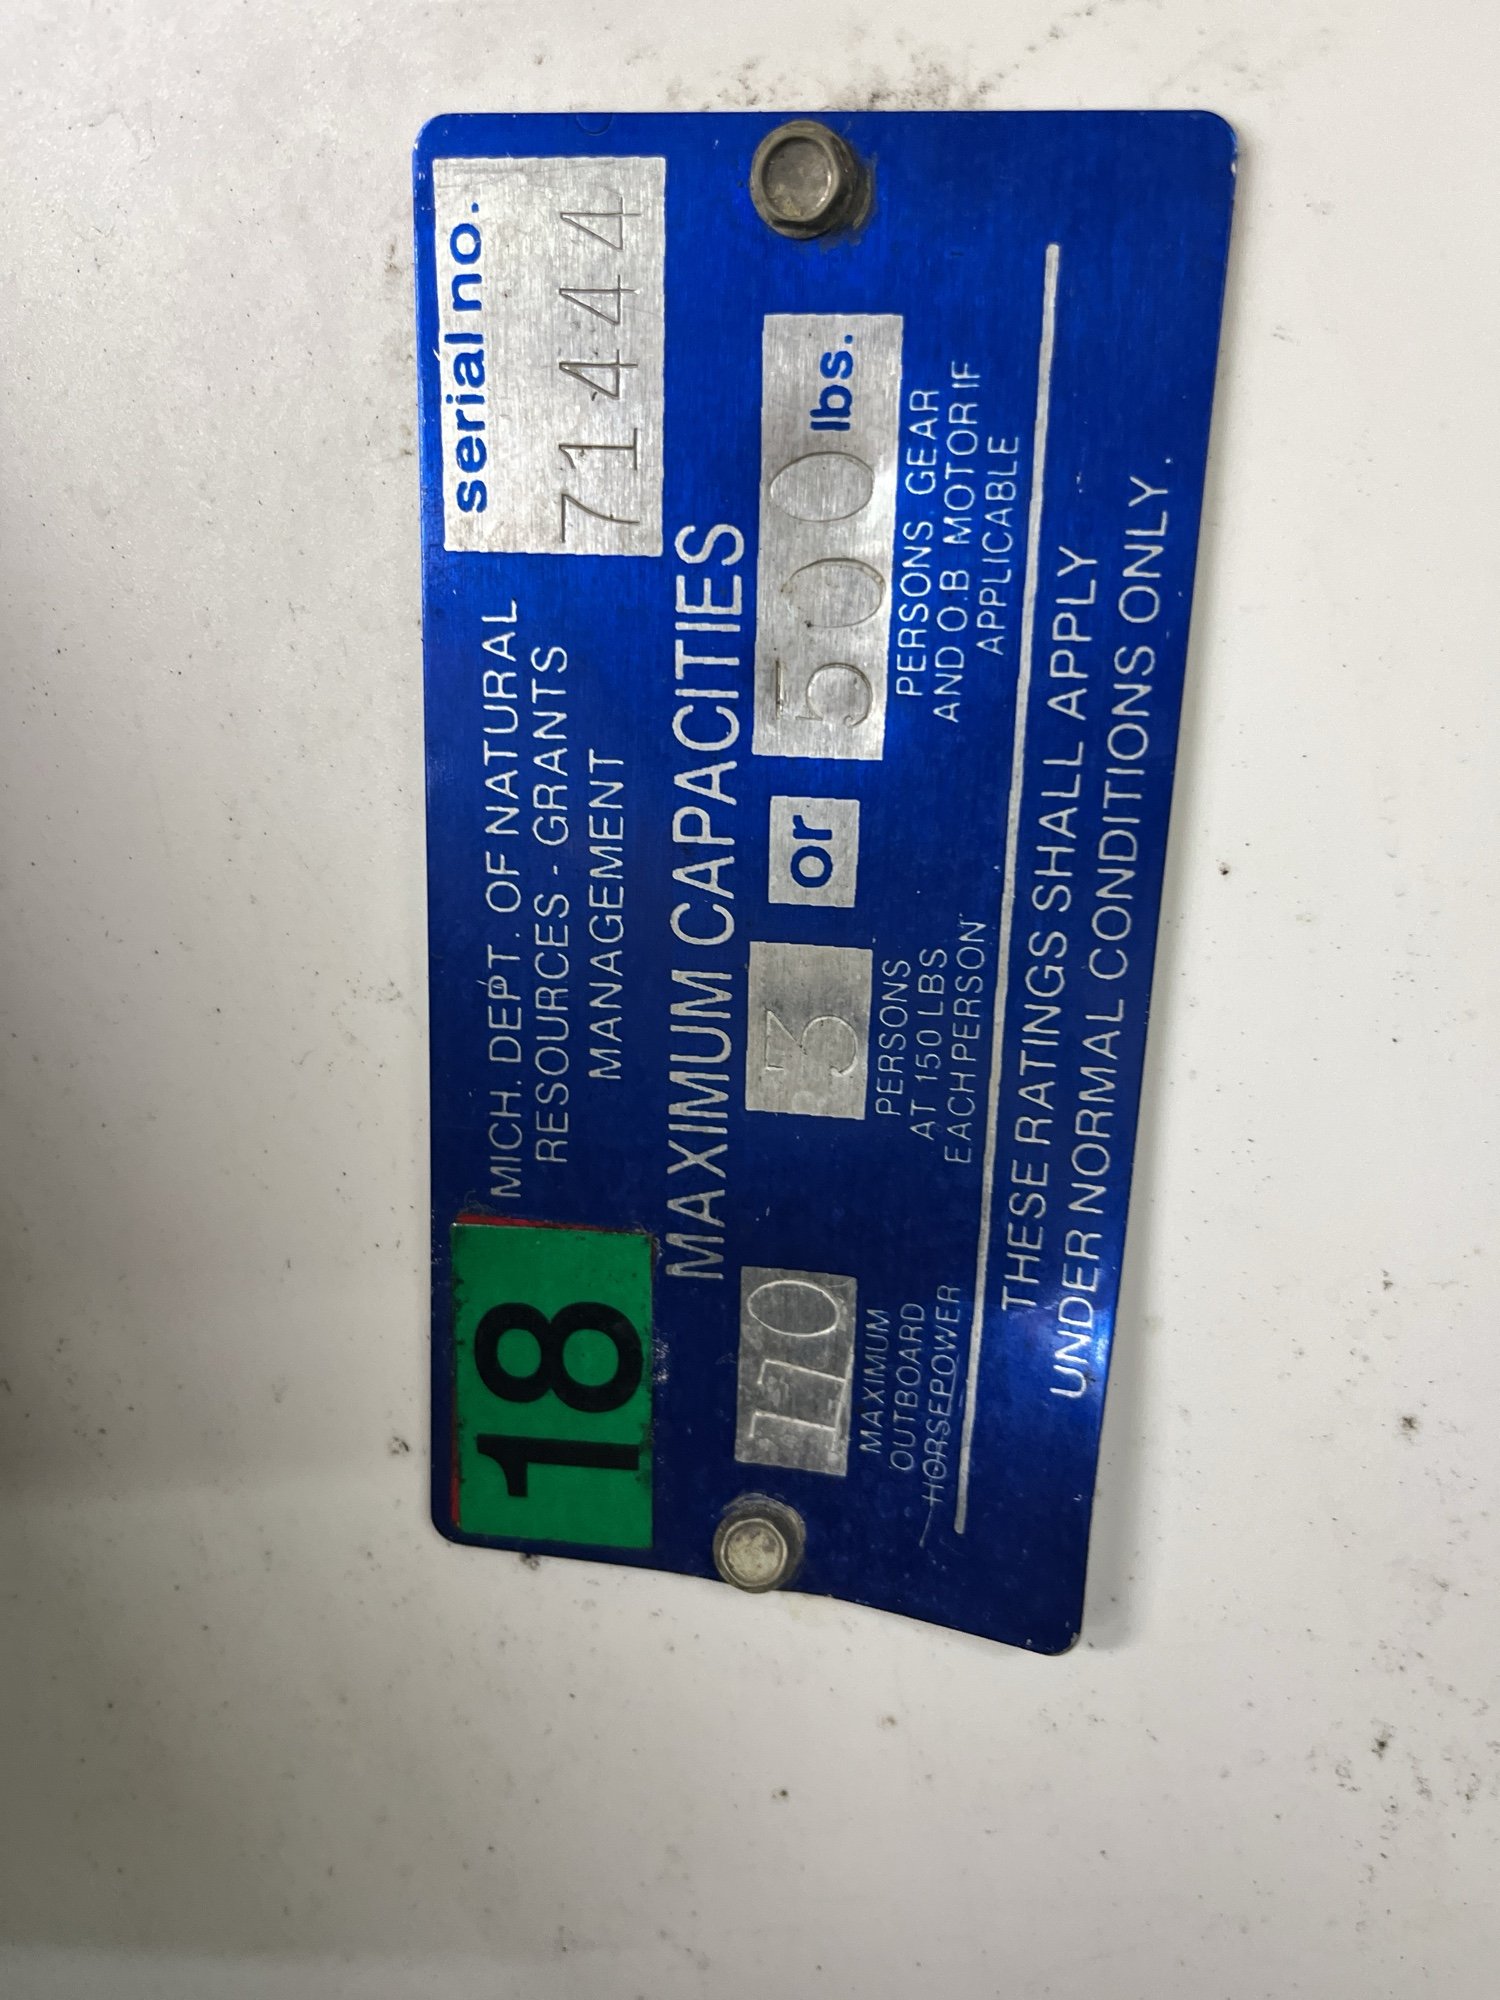 18
MICH. DEPT. OF NATURAL
RESOURCES - GRANTS
MANAGEMENT
serial no.
71444
MAXIMUM CAPACITIES
110
MAXIMUM
OUTBOARD
HORSEPOWER
3
PERSONS
AT 150 LBS
EACH PERSON
or
500 lbs.
PERSONS, GEAR
AND O.B MOTOR IF
APPLICABLE
THESE RATINGS SHALL APPLY
UNDER NORMAL CONDITIONS ONLY.